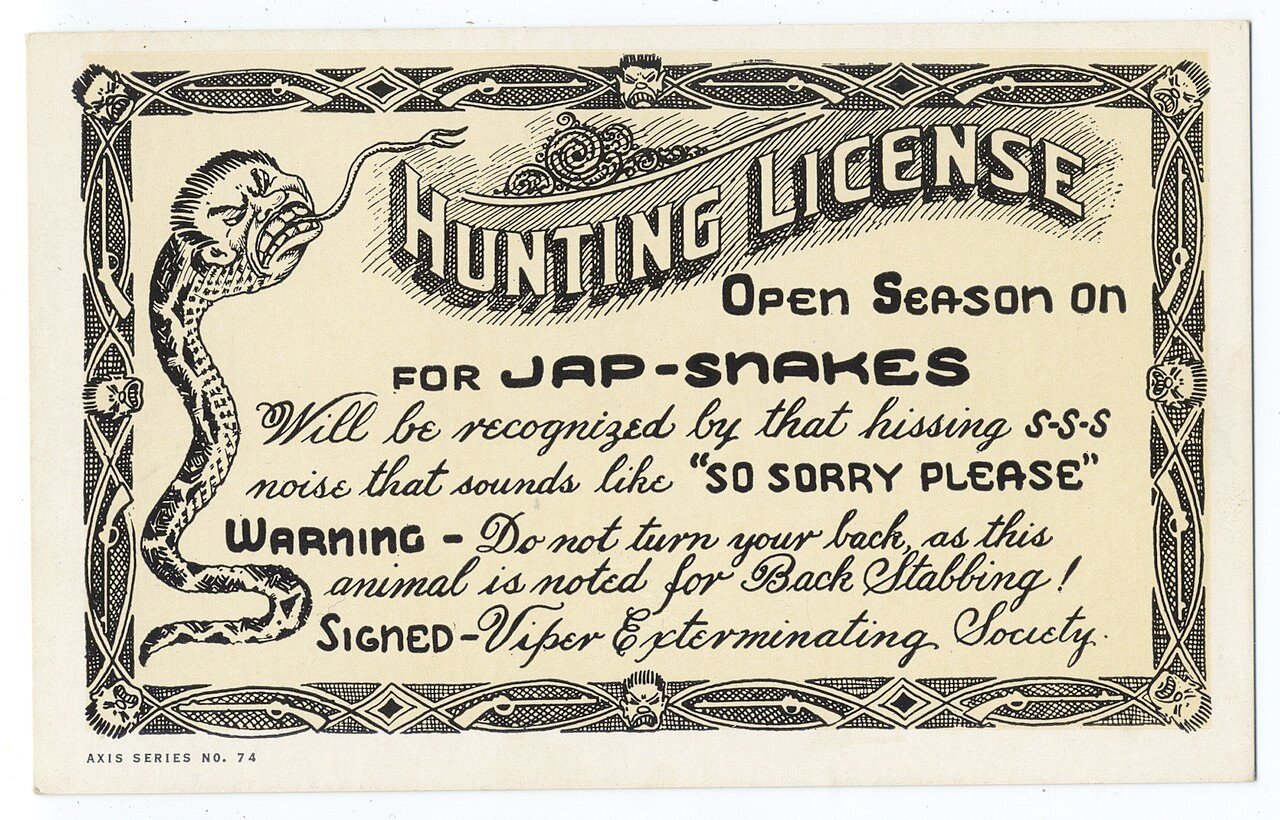 HUNTING LICENSE
OPEN SEASON ON
FOR JAP-SNAKES
Will be recognized by that hissing S-S-S
noise that sounds like "SO SORRY PLEASE"
WARNING - Do not turn your back, as this
animal is noted for Back Stabbing!
SIGNED - Viper Exterminating Society.
AXIS SERIES NO. 74